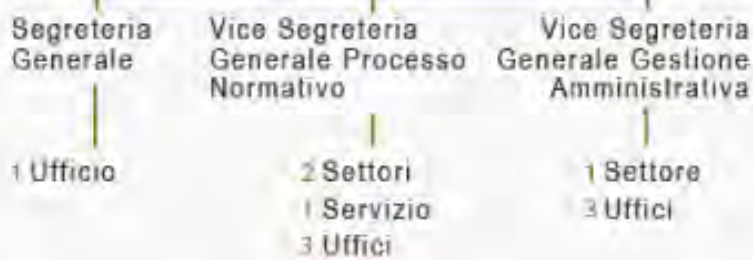 Segreteria
Generale
Vice Segreteria
Generale Processo
Normativo
Vice Segreteria
Generale Gestione
Amministrativa
1 Ufficio
2 Settori
1 Servizio
3 Uffici
1 Settore
3 Uffici